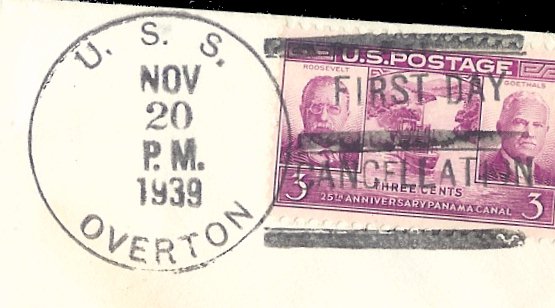 U. S. S.
NOV
20
P. M.
1939
OVERTON
U.S. POSTAGE
ROOSEVELT
GOETHALS
FIRST DAY
CANCELLATION
3
THREE CENTS
3
25TH ANNIVERSARY PANAMA CANAL